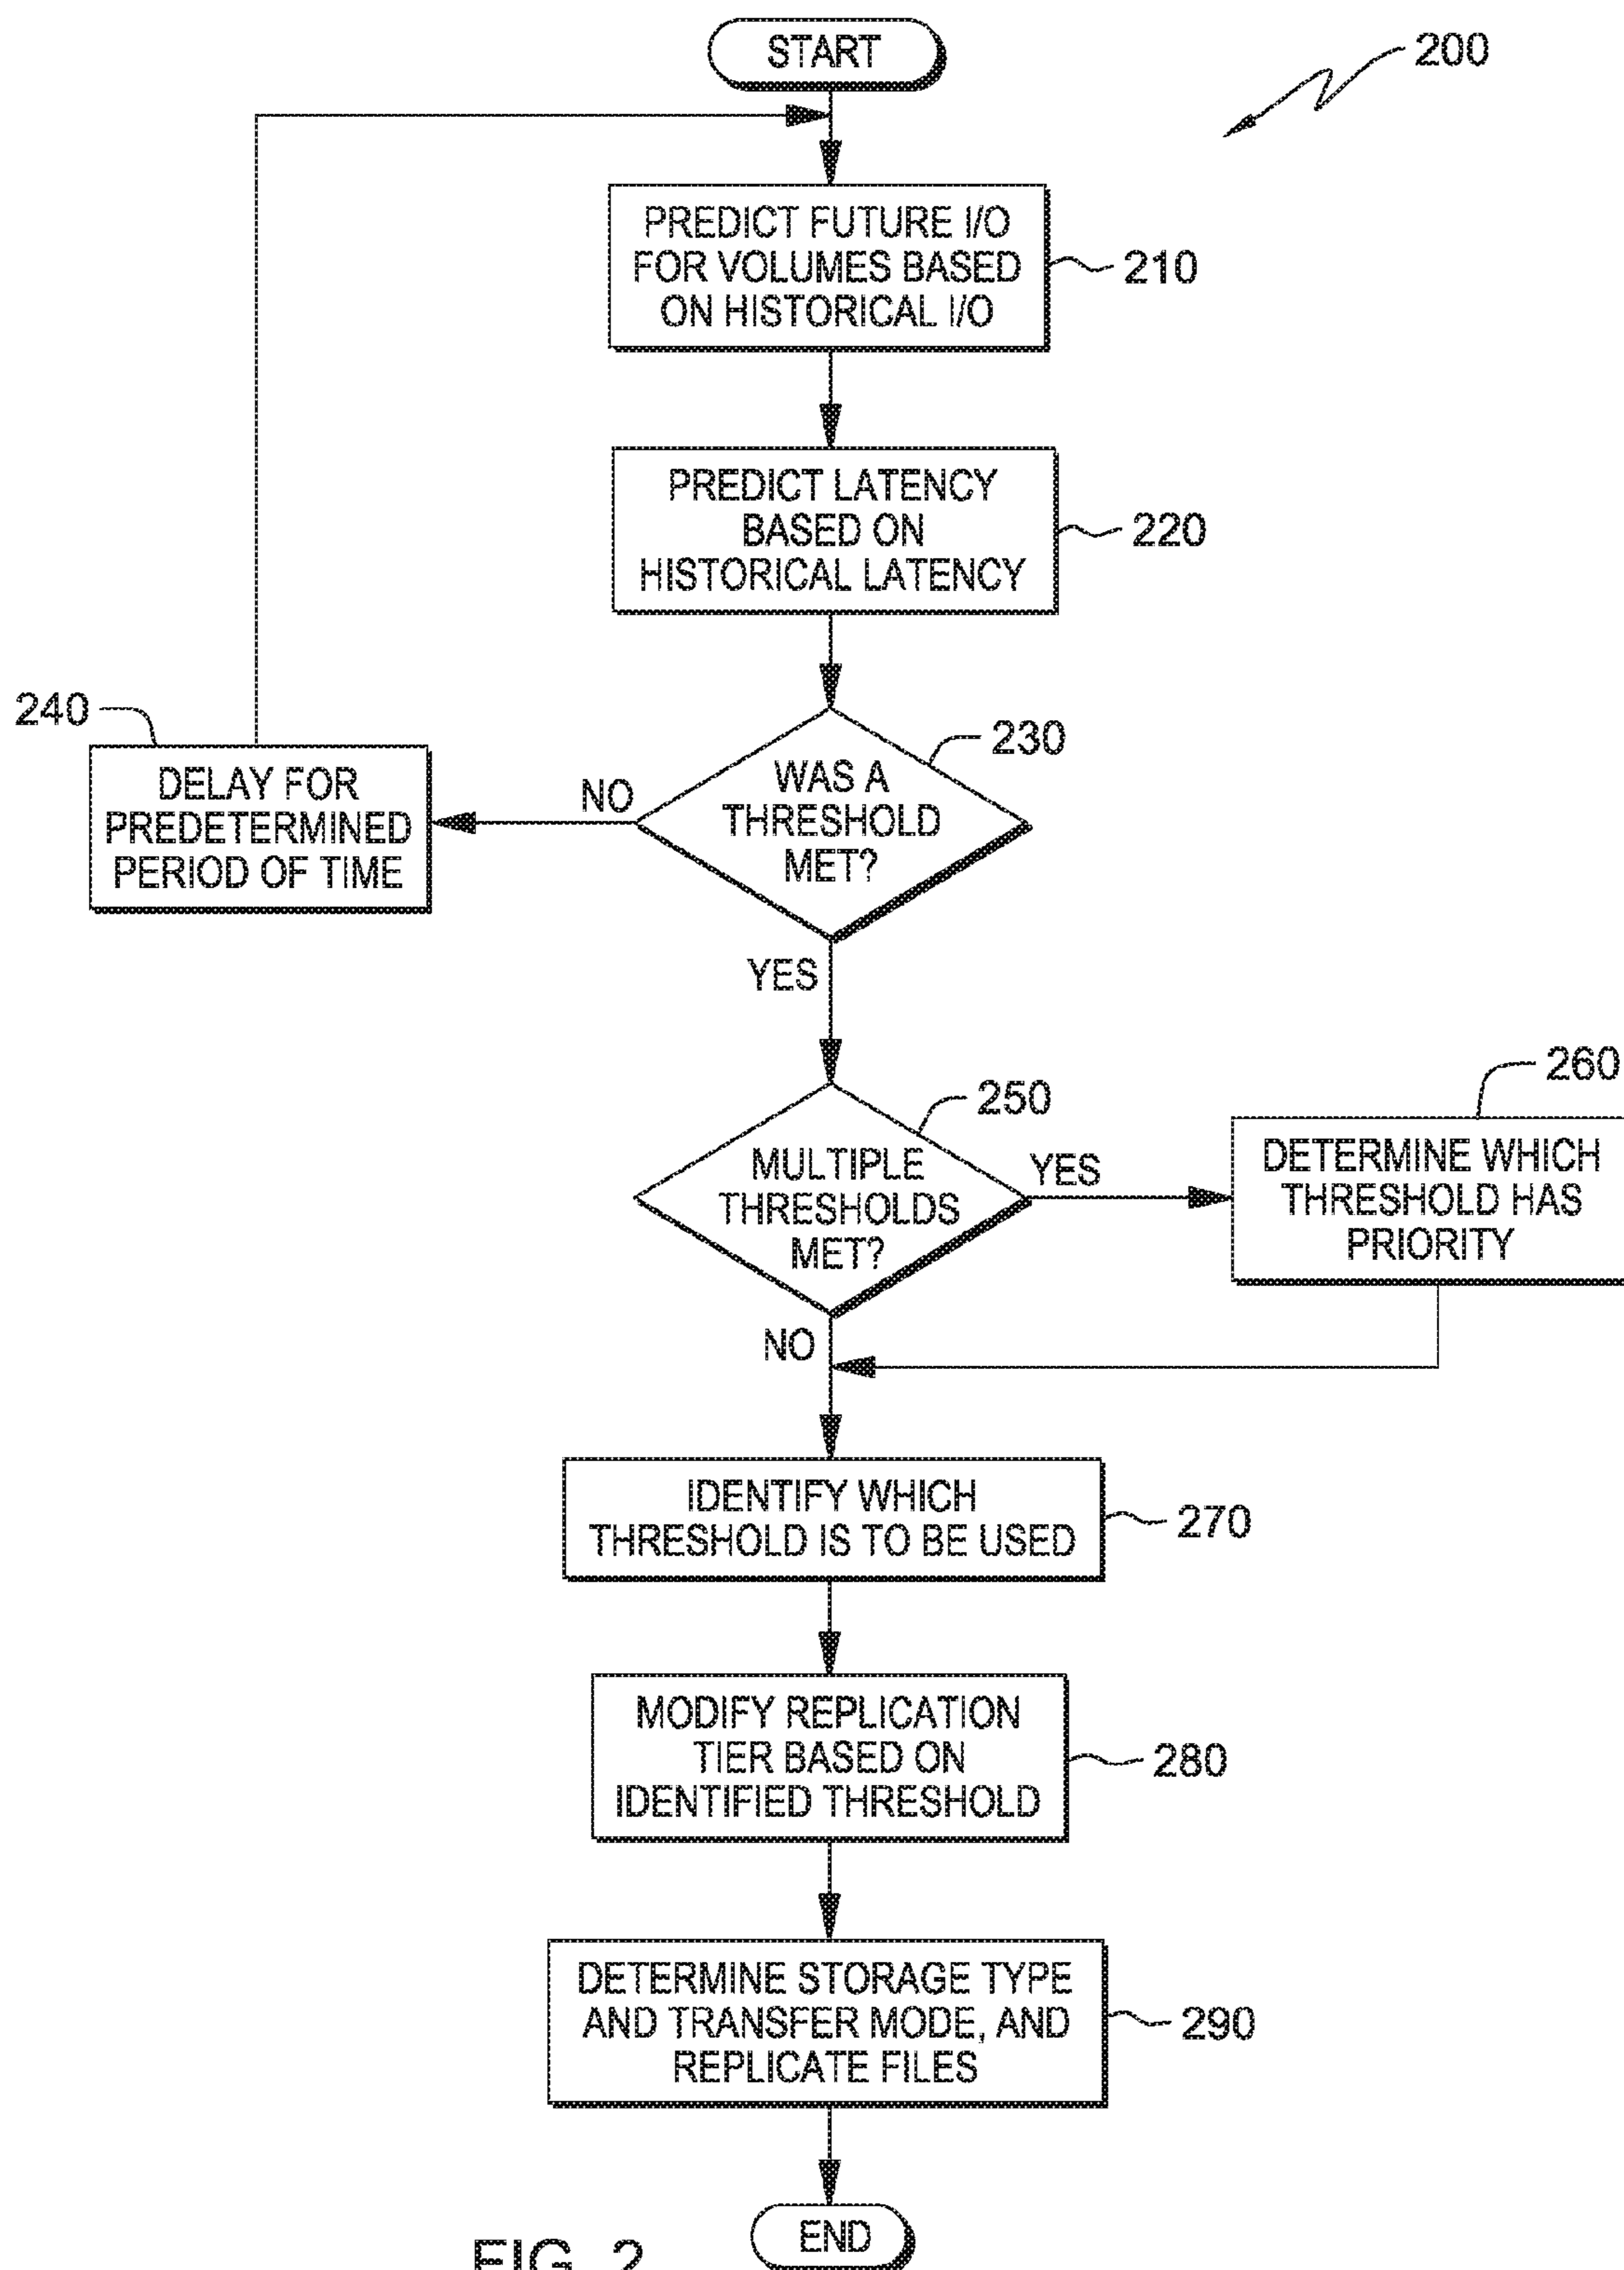 START
200
PREDICT FUTURE I/O
FOR VOLUMES BASED
ON HISTORICAL I/O
210
PREDICT LATENCY
BASED ON
HISTORICAL LATENCY
220
240
DELAY FOR
PREDETERMINED
PERIOD OF TIME
NO
230
WAS A
THRESHOLD
MET?
YES
250
MULTIPLE
THRESHOLDS
MET?
YES
260
DETERMINE WHICH
THRESHOLD HAS
PRIORITY
NO
IDENTIFY WHICH
THRESHOLD IS TO BE USED
270
MODIFY REPLICATION
TIER BASED ON
IDENTIFIED THRESHOLD
280
DETERMINE STORAGE TYPE
AND TRANSFER MODE, AND
REPLICATE FILES
290
END
FIG. 2